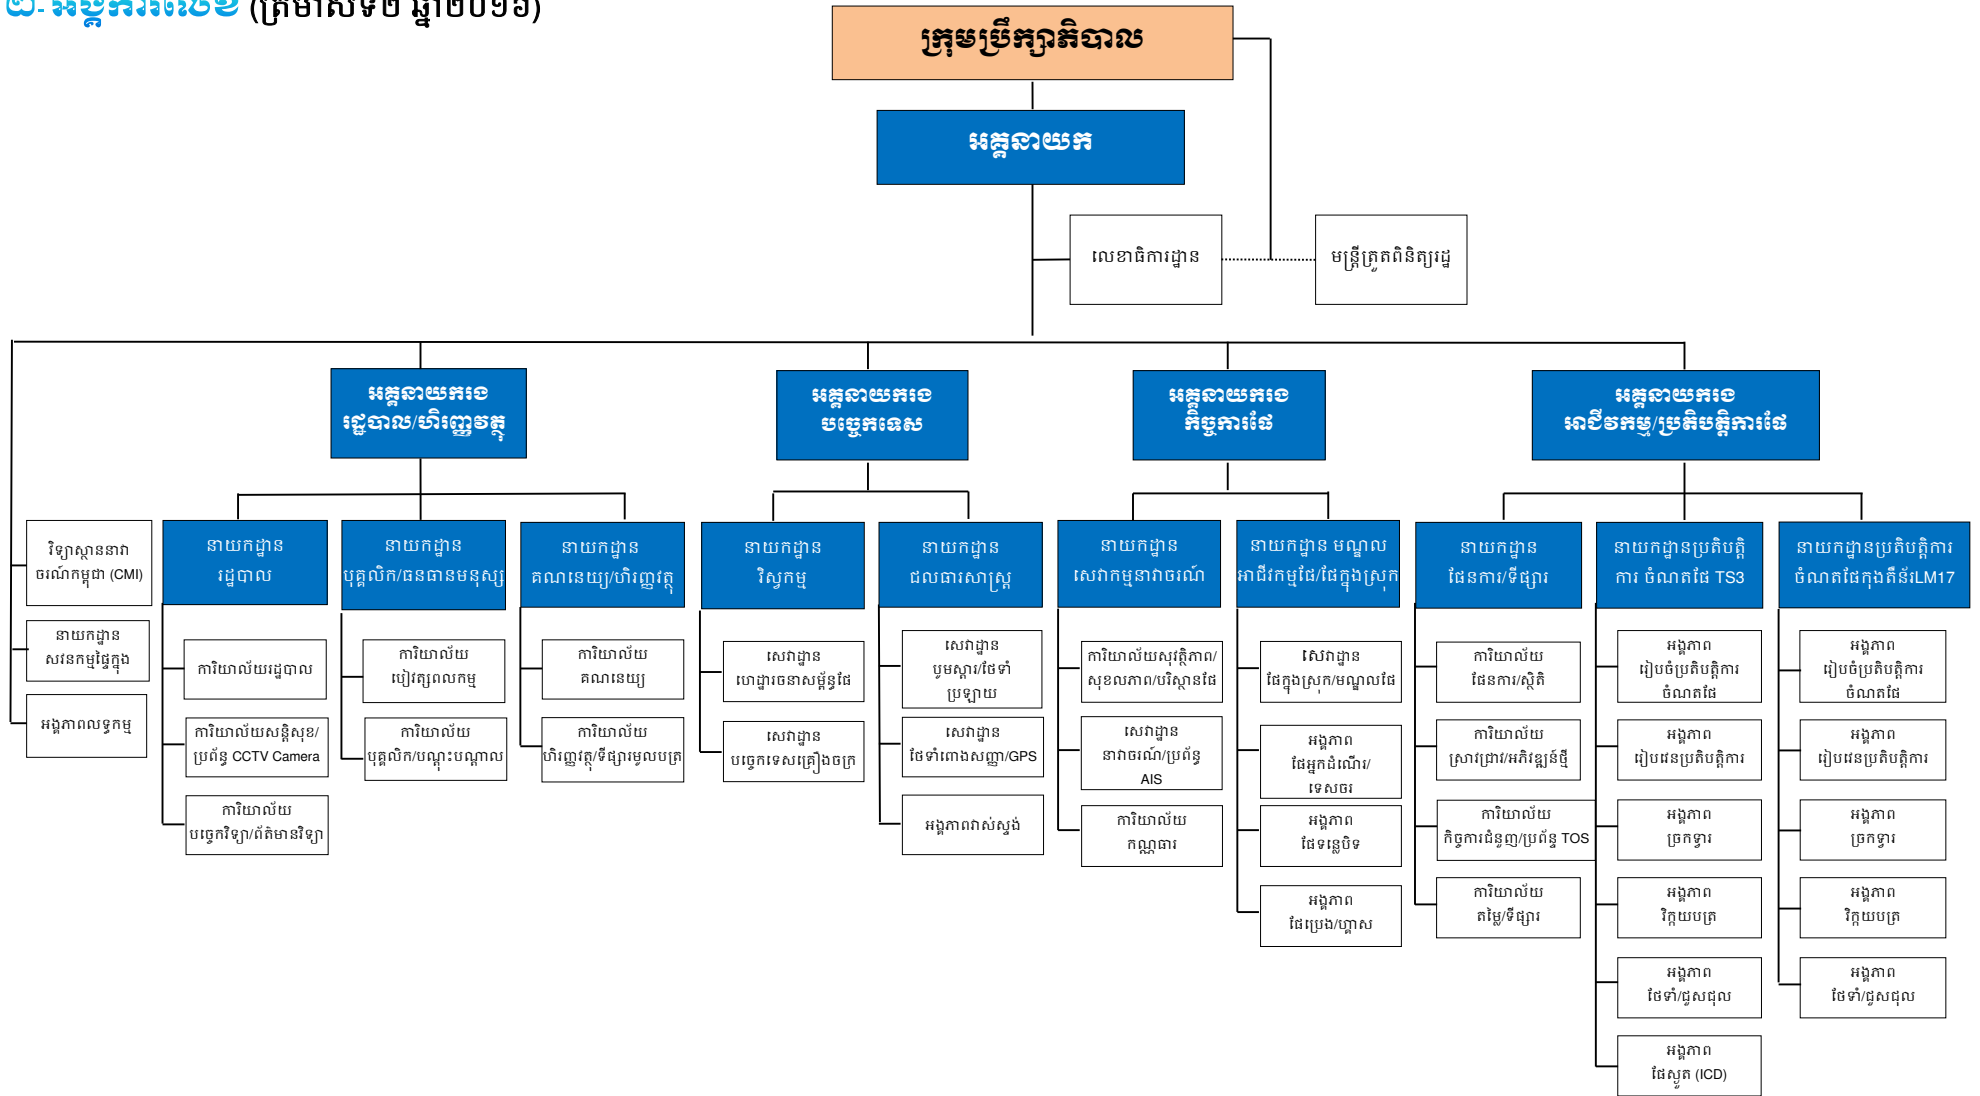 ២- អង្គការលេខ (ត្រីមាសទី២ ឆ្នាំ២០១៦)
ក្រុមប្រឹក្សាភិបាល
អគ្គនាយក
លេខាធិការដ្ឋាន
មន្ត្រីត្រួតពិនិត្យរដ្ឋ
អគ្គនាយករង
រដ្ឋបាល/ហិរញ្ញវត្ថុ
អគ្គនាយករង
បច្ចេកទេស
អគ្គនាយករង
កិច្ចការផែ
អគ្គនាយករង
អាជីវកម្ម/ប្រតិបត្តិការផែ
វិទ្យាស្ថាននាវា
ចរណ៍កម្ពុជា (CMI)
នាយកដ្ឋាន
សវនកម្មផ្ទៃក្នុង
អង្គភាពលទ្ធកម្ម
នាយកដ្ឋាន
រដ្ឋបាល
ការិយាល័យរដ្ឋបាល
ការិយាល័យសន្តិសុខ/
ប្រព័ន្ធ CCTV Camera
ការិយាល័យ
បច្ចេកវិទ្យា/ព័ត៌មានវិទ្យា
នាយកដ្ឋាន
បុគ្គលិក/ធនធានមនុស្ស
ការិយាល័យ
បៀវត្សពលកម្ម
ការិយាល័យ
បុគ្គលិក/បណ្តុះបណ្តាល
នាយកដ្ឋាន
គណនេយ្យ/ហិរញ្ញវត្ថុ
ការិយាល័យ
គណនេយ្យ
ការិយាល័យ
ហិរញ្ញវត្ថុ/ទីផ្សារមូលបត្រ
នាយកដ្ឋាន
វិស្វកម្ម
សេវាដ្ឋាន
ហេដ្ឋារចនាសម្ព័ន្ធផែ
សេវាដ្ឋាន
បច្ចេកទេសគ្រឿងចក្រ
នាយកដ្ឋាន
ជលធារសាស្ត្រ
សេវាដ្ឋាន
បូមស្តារ/ថែទាំ
ប្រឡាយ
សេវាដ្ឋាន
ថែទាំពោងសញ្ញា/GPS
អង្គភាពវាស់ស្ទង់
នាយកដ្ឋាន
សេវាកម្មនាវាចរណ៍
ការិយាល័យសុវត្ថិភាព/
សុខលភាព/បរិស្ថានផែ
សេវាដ្ឋាន
នាវាចរណ៍/ប្រព័ន្ធ
AIS
ការិយាល័យ
កណ្ណធារ
នាយកដ្ឋាន មណ្ឌល
អាជីវកម្មផែ/ផែក្នុងស្រុក
សេវាដ្ឋាន
ផែក្នុងស្រុក/មណ្ឌលផែ
អង្គភាព
ផែអ្នកដំណើរ/
ទេសចរ
អង្គភាព
ផែទន្លេបិទ
អង្គភាព
ផែប្រេង/ហ្គាស
នាយកដ្ឋាន
ផែនការ/ទីផ្សារ
ការិយាល័យ
ផែនការ/ស្ថិតិ
ការិយាល័យ
ស្រាវជ្រាវ/អភិវឌ្ឍន៍ថ្មី
ការិយាល័យ
កិច្ចការជំនួញ/ប្រព័ន្ធ TOS
ការិយាល័យ
តម្លៃ/ទីផ្សារ
នាយកដ្ឋានប្រតិបត្តិ
ការ ចំណតផែ TS3
អង្គភាព
រៀបចំប្រតិបត្តិការ
ចំណតផែ
អង្គភាព
រៀបវេនប្រតិបត្តិការ
អង្គភាព
ច្រកទ្វារ
អង្គភាព
វិក្កយបត្រ
អង្គភាព
ថែទាំ/ជួសជុល
អង្គភាព
ផែស្ងួត (ICD)
នាយកដ្ឋានប្រតិបត្តិការ
ចំណតផែកុងតឺន័រLM17
អង្គភាព
រៀបចំប្រតិបត្តិការ
ចំណតផែ
អង្គភាព
រៀបវេនប្រតិបត្តិការ
អង្គភាព
ច្រកទ្វារ
អង្គភាព
វិក្កយបត្រ
អង្គភាព
ថែទាំ/ជួសជុល